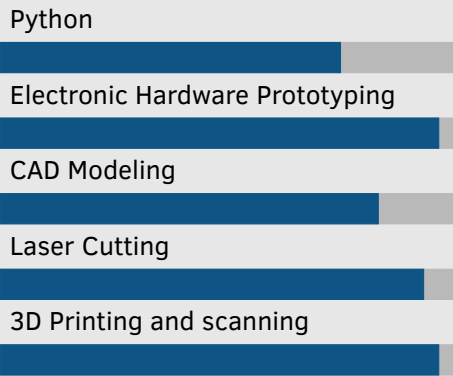 Python
Electronic Hardware Prototyping
CAD Modeling
Laser Cutting
3D Printing and scanning